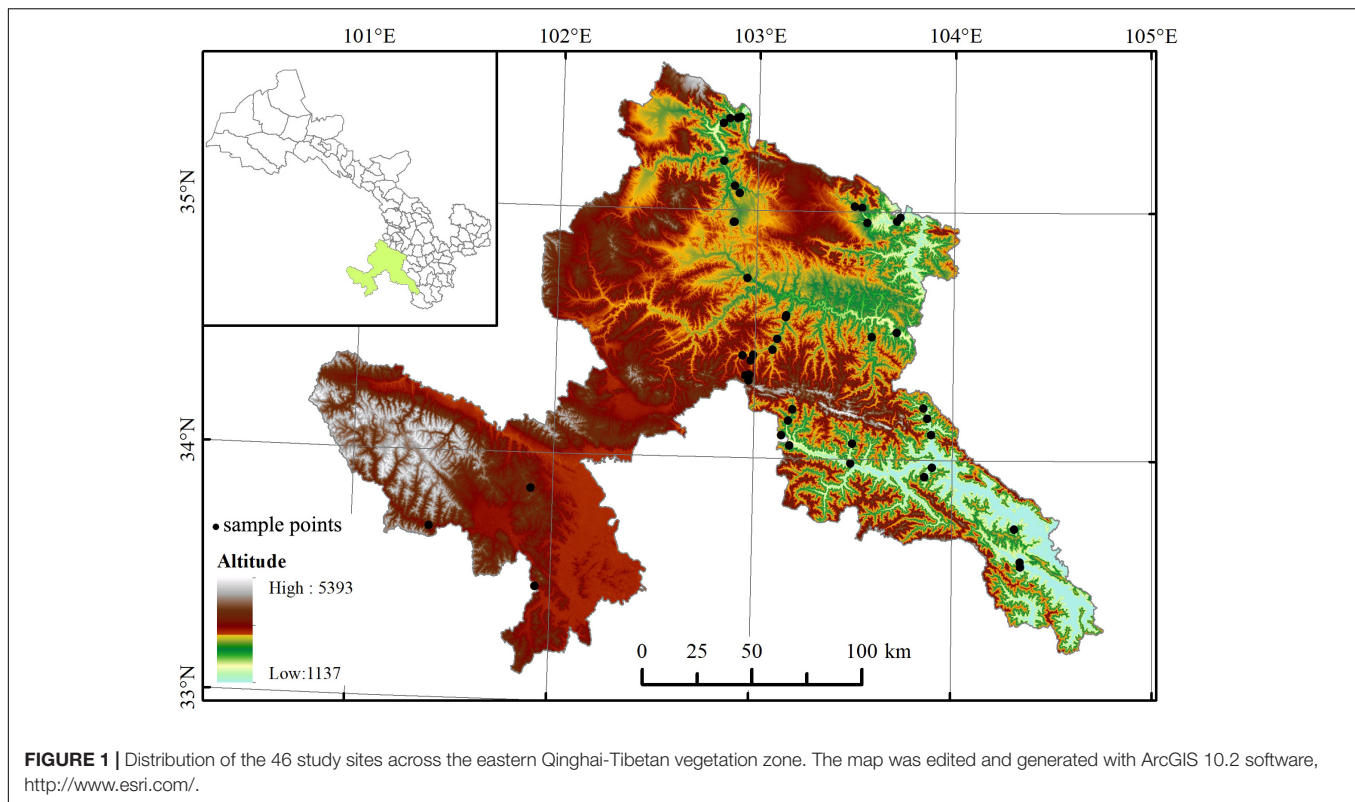 101°E 102°E 103°E 104°E 105°E
35°N
34°N
33°N
sample points
Altitude
High : 5393
Low:1137
0 25 50 100 km
FIGURE 1 | Distribution of the 46 study sites across the eastern Qinghai-Tibetan vegetation zone. The map was edited and generated with ArcGIS 10.2 software,
http://www.esri.com/.